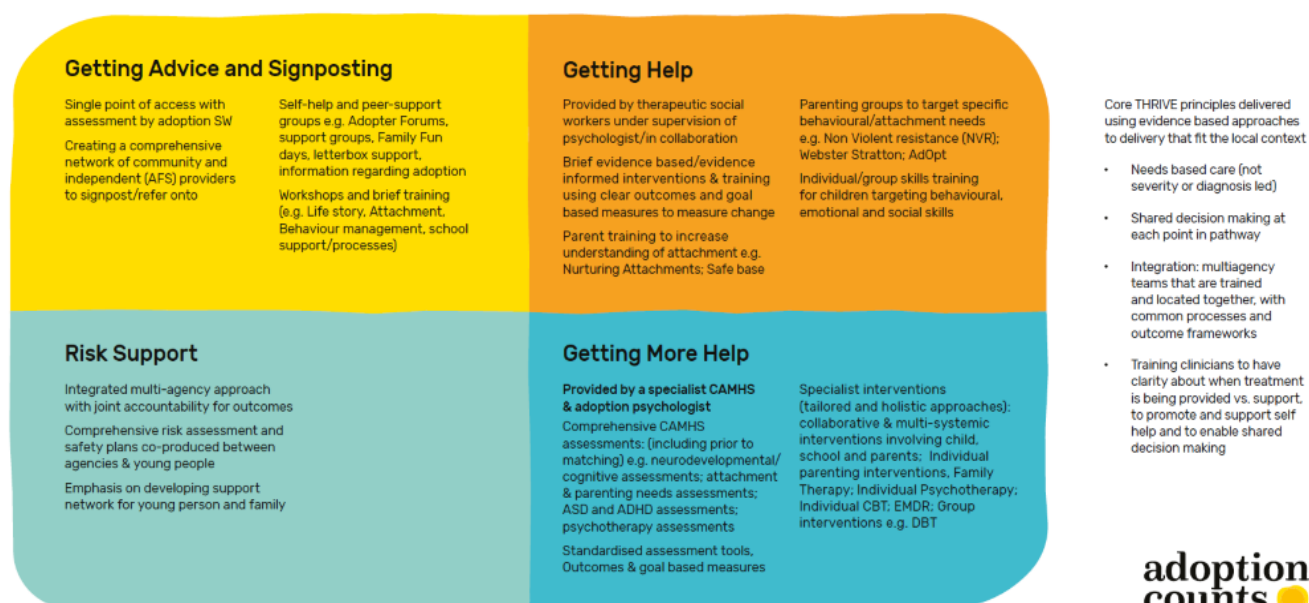 Getting Advice and Signposting
Single point of access with
assessment by adoption SW
Creating a comprehensive
network of community and
independent (AFS) providers
to signpost/refer onto
Self-help and peer-support
groups e.g. Adopter Forums,
support groups, Family Fun
days, letterbox support,
information regarding adoption
Workshops and brief training
(e.g. Life story, Attachment,
Behaviour management, school
support/processes)
Getting Help
Provided by therapeutic social
workers under supervision of
psychologist/in collaboration
Brief evidence based/evidence
informed interventions & training
using clear outcomes and goal
based measures to measure change
Parent training to increase
understanding of attachment e.g.
Nurturing Attachments; Safe base
Parenting groups to target specific
behavioural/attachment needs
e.g. Non Violent resistance (NVR);
Webster Stratton; AdOpt
Individual/group skills training
for children targeting behavioural,
emotional and social skills
Risk Support
Integrated multi-agency approach
with joint accountability for outcomes
Comprehensive risk assessment and
safety plans co-produced between
agencies & young people
Emphasis on developing support
network for young person and family
Getting More Help
Provided by a specialist CAMHS
& adoption psychologist
Comprehensive CAMHS
assessments: (including prior to
matching) e.g. neurodevelopmental/
cognitive assessments; attachment
& parenting needs assessments;
ASD and ADHD assessments;
psychotherapy assessments
Standardised assessment tools,
Outcomes & goal based measures
Specialist interventions
(tailored and holistic approaches):
collaborative & multi-systemic
interventions involving child,
school and parents; Individual
parenting interventions, Family
Therapy; Individual Psychotherapy;
Individual CBT; EMDR; Group
interventions e.g. DBT
Core THRIVE principles delivered
using evidence based approaches
to delivery that fit the local context
• Needs based care (not
severity or diagnosis led)
• Shared decision making at
each point in pathway
• Integration: multiagency
teams that are trained
and located together, with
common processes and
outcome frameworks
• Training clinicians to have
clarity about when treatment
is being provided vs. support,
to promote and support self
help and to enable shared
decision making
adoption
counts